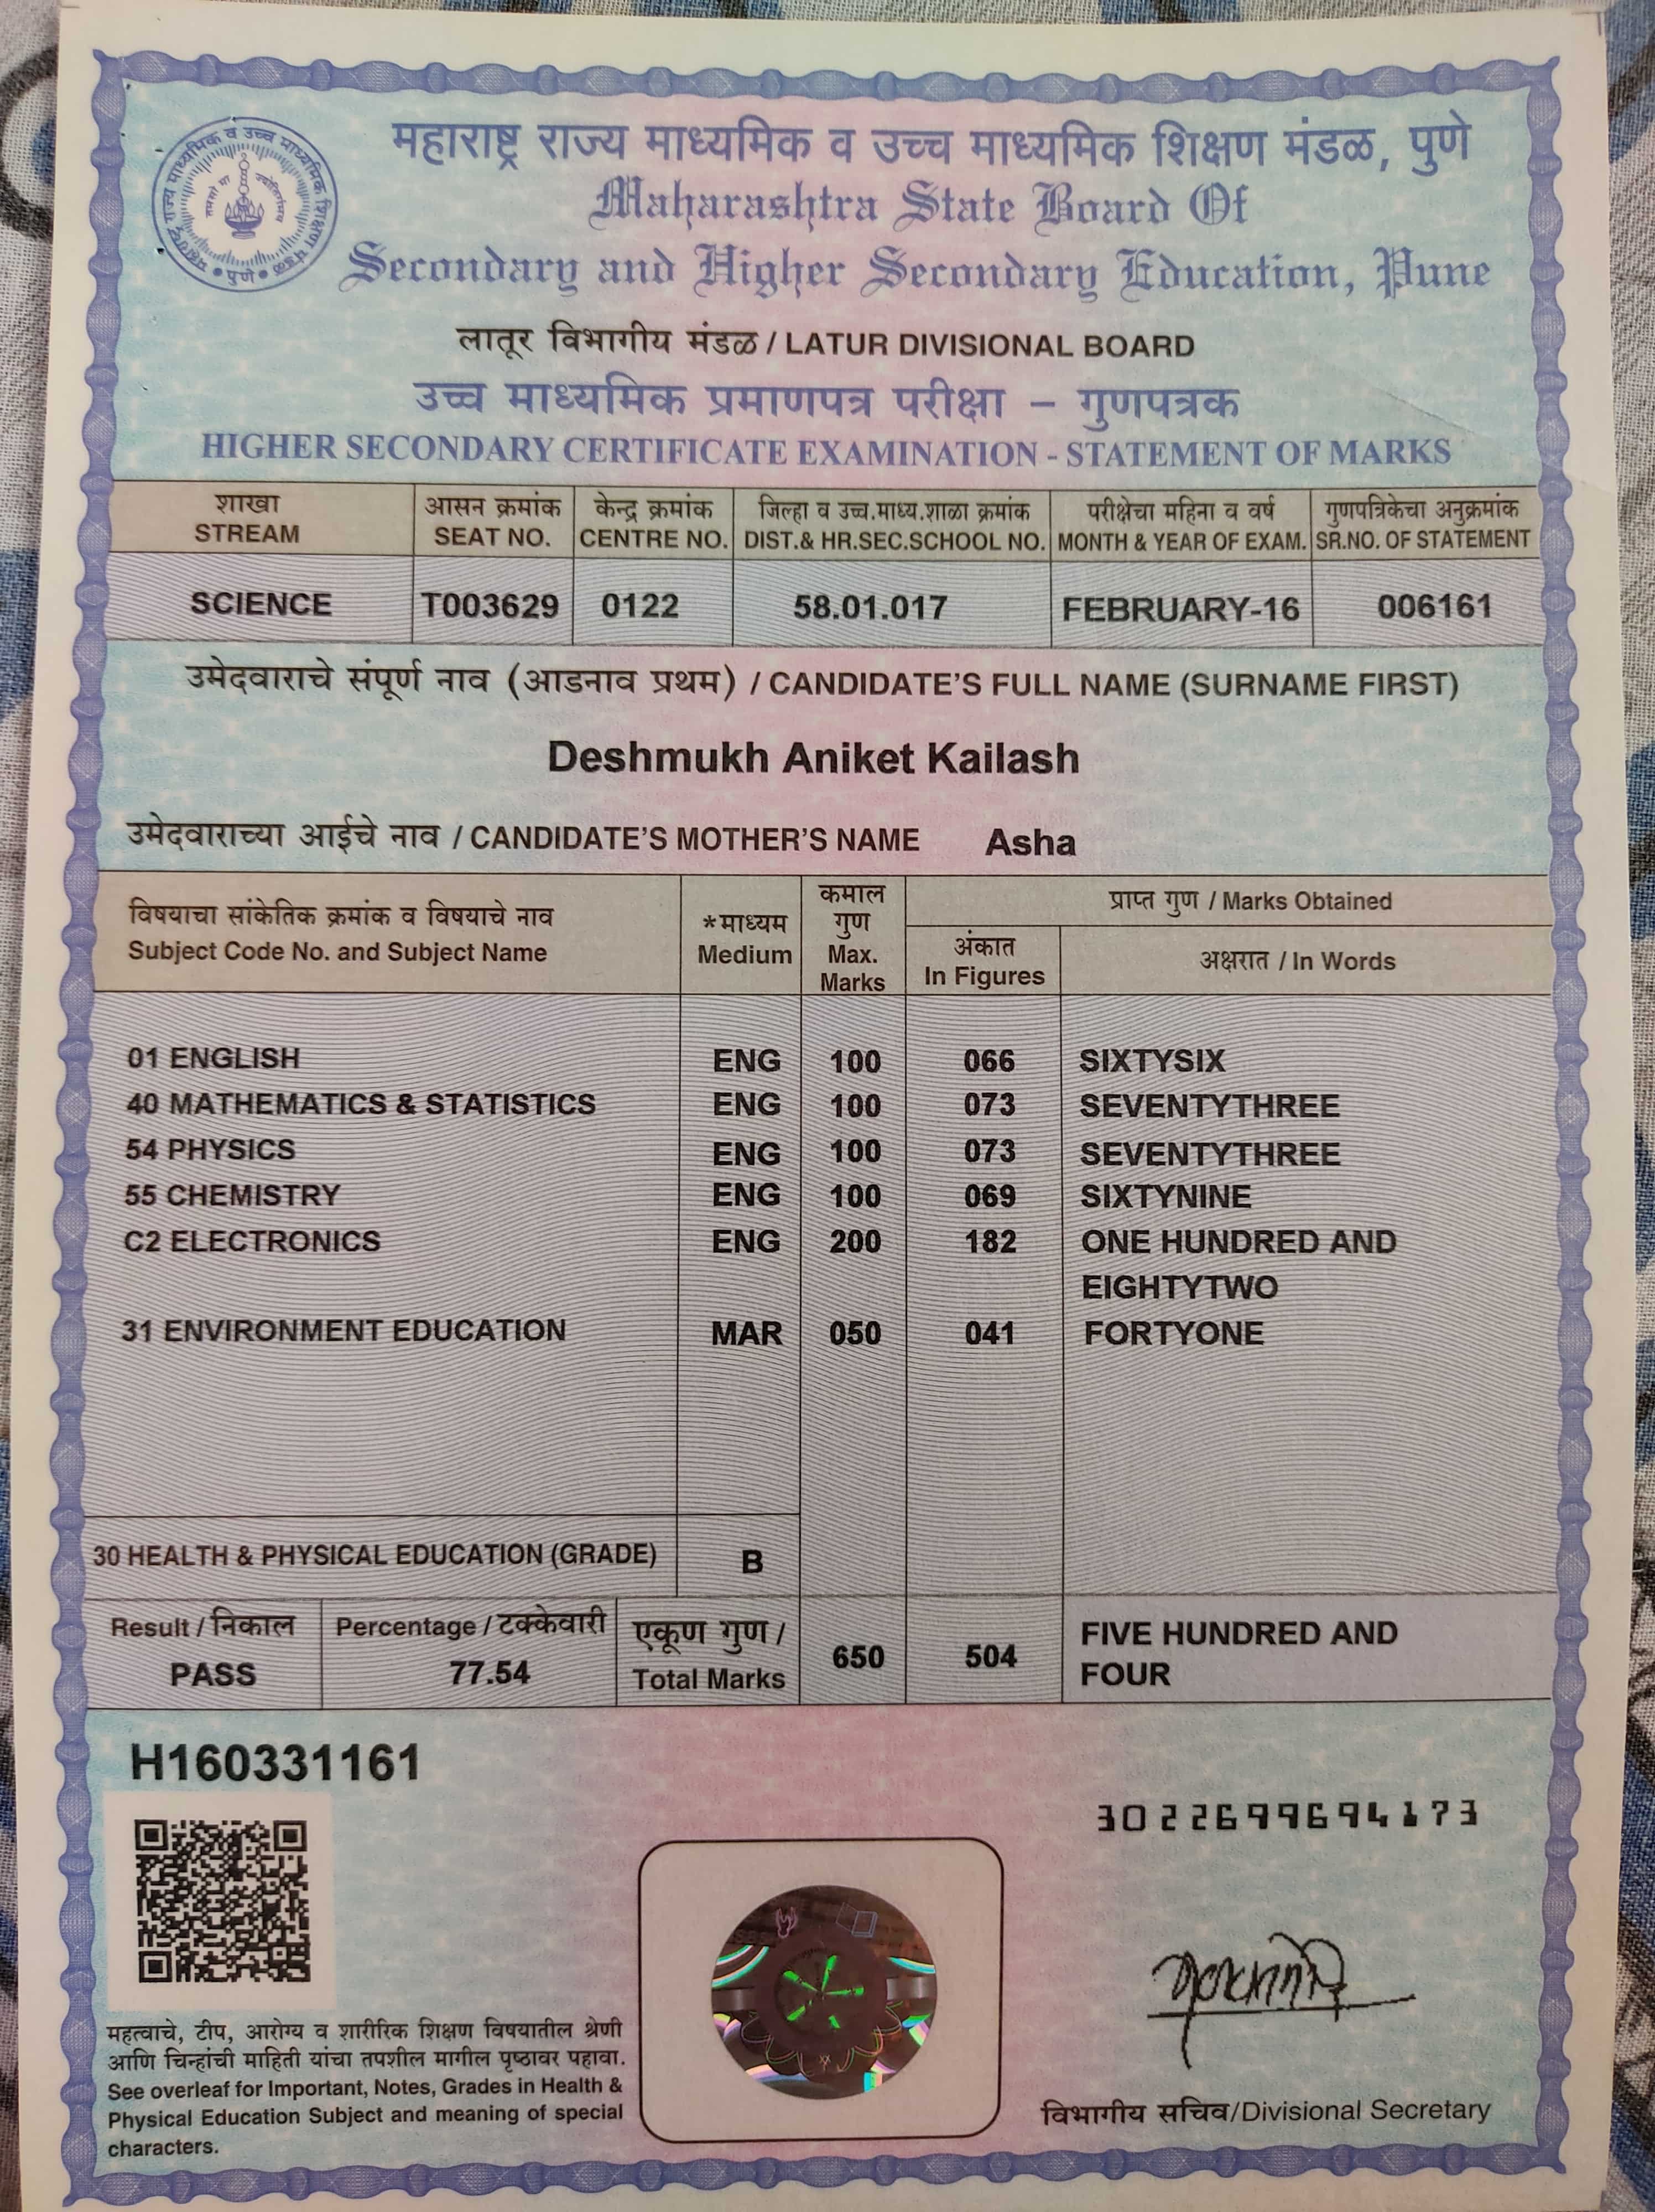 महाराष्ट्र राज्य माध्यमिक व उच्च माध्यमिक शिक्षण मंडळ, पुणे
Maharashtra State Board Of
Secondary and Higher Secondary Education, Pune
महाराष्ट्र राज्य माध्यमिक व उच्च माध्यमिक शिक्षण मंडळ • पुणे •
लातूर विभागीय मंडळ / LATUR DIVISIONAL BOARD
उच्च माध्यमिक प्रमाणपत्र परीक्षा – गुणपत्रक
HIGHER SECONDARY CERTIFICATE EXAMINATION - STATEMENT OF MARKS
शाखा आसन क्रमांक केन्द्र क्रमांक जिल्हा व उच्च.माध्य.शाळा क्रमांक परीक्षेचा महिना व वर्ष गुणपत्रिकेचा अनुक्रमांक
STREAM SEAT NO. CENTRE NO. DIST.& HR.SEC.SCHOOL NO. MONTH & YEAR OF EXAM. SR.NO. OF STATEMENT
SCIENCE T003629 0122 58.01.017 FEBRUARY-16 006161
उमेदवाराचे संपूर्ण नाव (आडनाव प्रथम) / CANDIDATE'S FULL NAME (SURNAME FIRST)
Deshmukh Aniket Kailash
उमेदवाराच्या आईचे नाव / CANDIDATE'S MOTHER'S NAME Asha
विषयाचा सांकेतिक क्रमांक व विषयाचे नाव
Subject Code No. and Subject Name
*माध्यम
Medium
कमाल
गुण
Max.
Marks
प्राप्त गुण / Marks Obtained
अंकात
In Figures
अक्षरात / In Words
01 ENGLISH ENG 100 066 SIXTYSIX
40 MATHEMATICS & STATISTICS ENG 100 073 SEVENTYTHREE
54 PHYSICS ENG 100 073 SEVENTYTHREE
55 CHEMISTRY ENG 100 069 SIXTYNINE
C2 ELECTRONICS ENG 200 182 ONE HUNDRED AND
EIGHTYTWO
31 ENVIRONMENT EDUCATION MAR 050 041 FORTYONE
30 HEALTH & PHYSICAL EDUCATION (GRADE) B
Result / निकाल
PASS
Percentage / टक्केवारी
77.54
एकूण गुण /
Total Marks
650 504
FIVE HUNDRED AND
FOUR
H160331161
3022699694173
महत्वाचे, टीप, आरोग्य व शारीरिक शिक्षण विषयातील श्रेणी
आणि चिन्हांची माहिती यांचा तपशील मागील पृष्ठावर पहावा.
See overleaf for Important, Notes, Grades in Health &
Physical Education Subject and meaning of special
characters.
विभागीय सचिव/Divisional Secretary